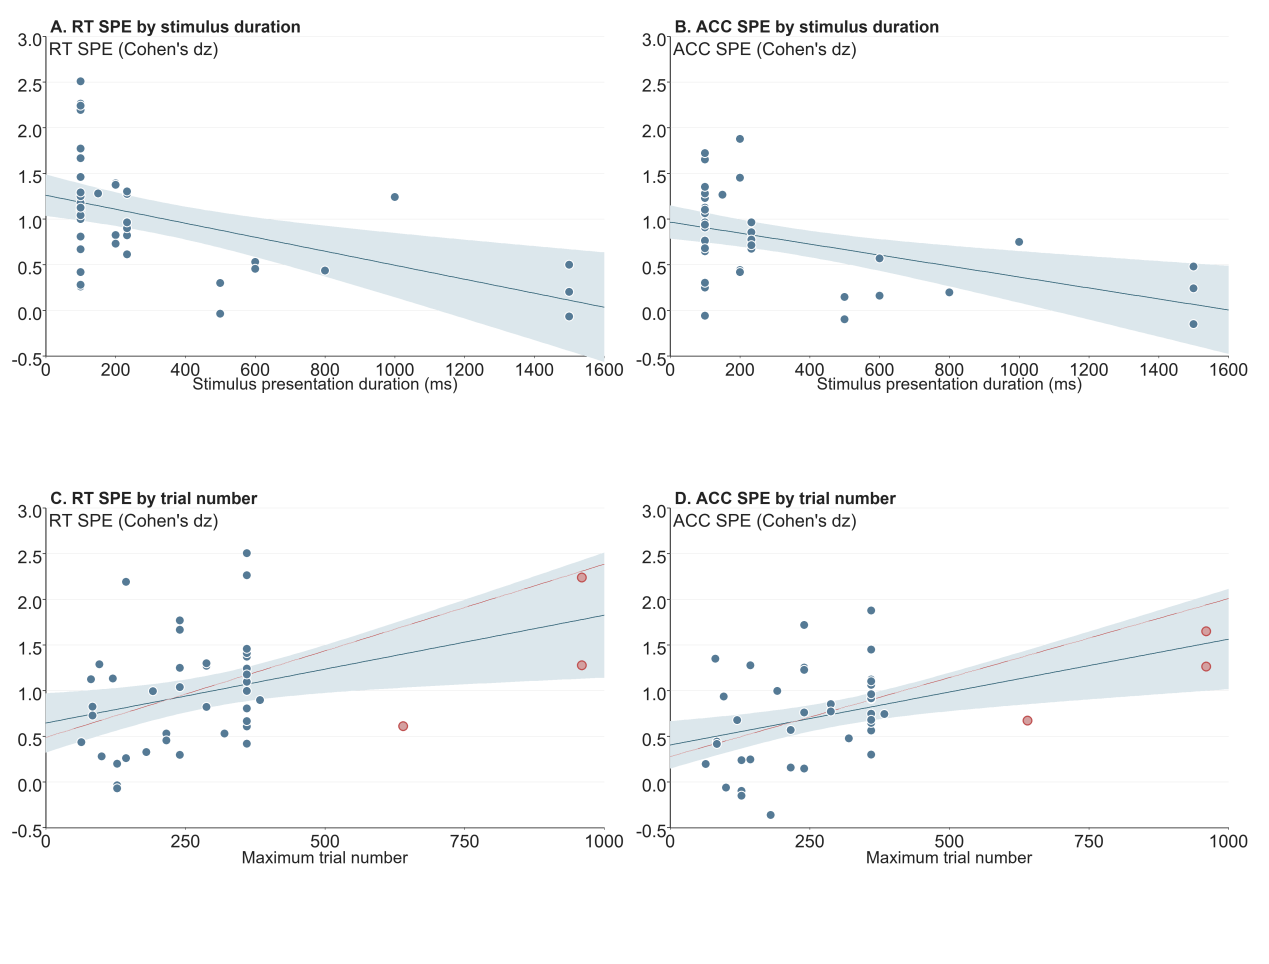 A. RT SPE by stimulus duration
RT SPE (Cohen's dz)
3.0
2.5
2.0
1.5
1.0
0.5
0.0
-0.5
0 200 400 600 800 1000 1200 1400 1600
Stimulus presentation duration (ms)
B. ACC SPE by stimulus duration
ACC SPE (Cohen's dz)
3.0
2.5
2.0
1.5
1.0
0.5
0.0
-0.5
0 200 400 600 800 1000 1200 1400 1600
Stimulus presentation duration (ms)
C. RT SPE by trial number
RT SPE (Cohen's dz)
3.0
2.5
2.0
1.5
1.0
0.5
0.0
-0.5
0 250 500 750 1000
Maximum trial number
D. ACC SPE by trial number
ACC SPE (Cohen's dz)
3.0
2.5
2.0
1.5
1.0
0.5
0.0
-0.5
0 250 500 750 1000
Maximum trial number